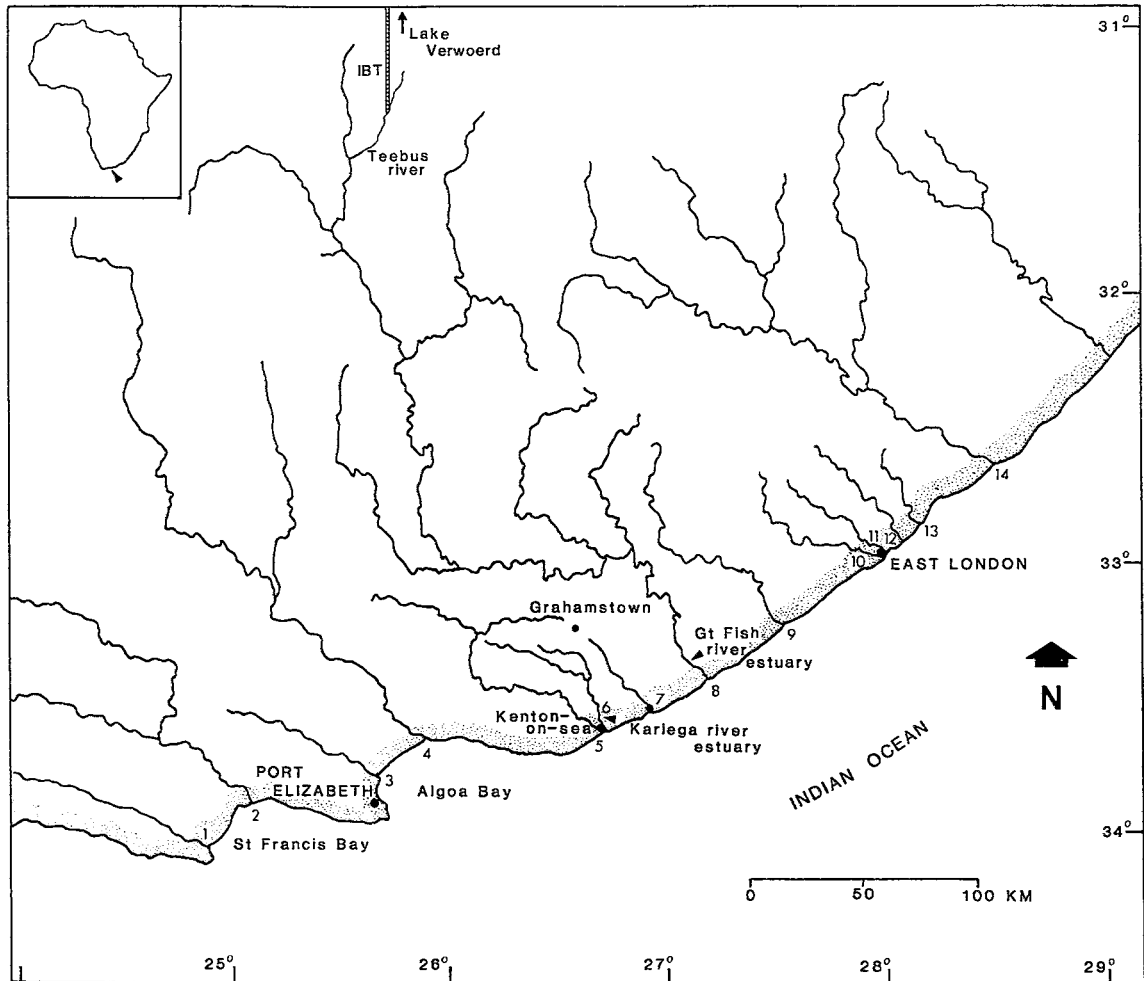 Lake
Verwoerd
IBT
Teebus
river
31°
32°
33°
34°
Grahamstown
Gt Fish
river
estuary
Kenton-
on-sea
Kariega river
estuary
PORT
ELIZABETH
Algoa Bay
St Francis Bay
EAST LONDON
INDIAN OCEAN
N
1
2
3
4
5
6
7
8
9
10
11
12
13
14
0 50 100 KM
25° 26° 27° 28° 29°